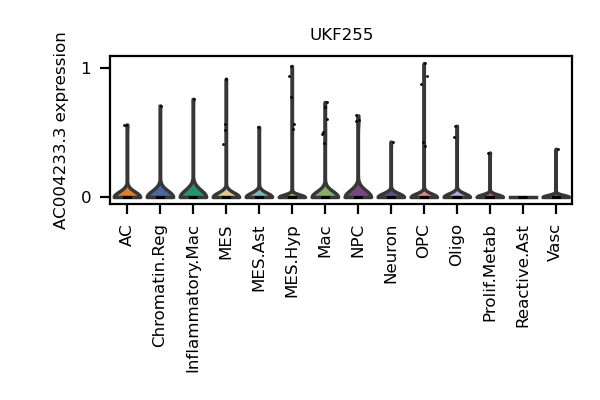 UKF255
AC004233.3 expression
1
0
AC
Chromatin.Reg
Inflammatory.Mac
MES
MES.Ast
MES.Hyp
Mac
NPC
Neuron
OPC
Oligo
Prolif.Metab
Reactive.Ast
Vasc